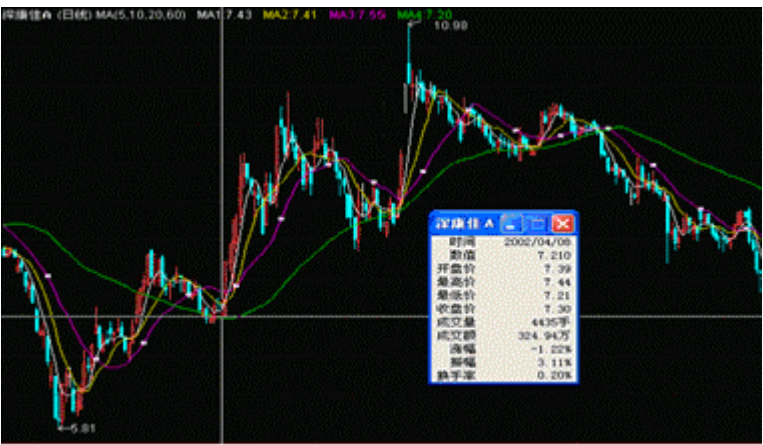 深康佳A (日线) MA(5,10,20,60) MA1:7.43 MA2:7.41 MA3:7.55 MA4:7.20
10.98
深康佳A
时间 2002/04/08
数值 7.210
开盘价 7.39
最高价 7.44
最低价 7.21
收盘价 7.30
成交量 4435手
成交额 324.94万
涨幅 -1.22%
振幅 3.11%
换手率 0.20%
5.81